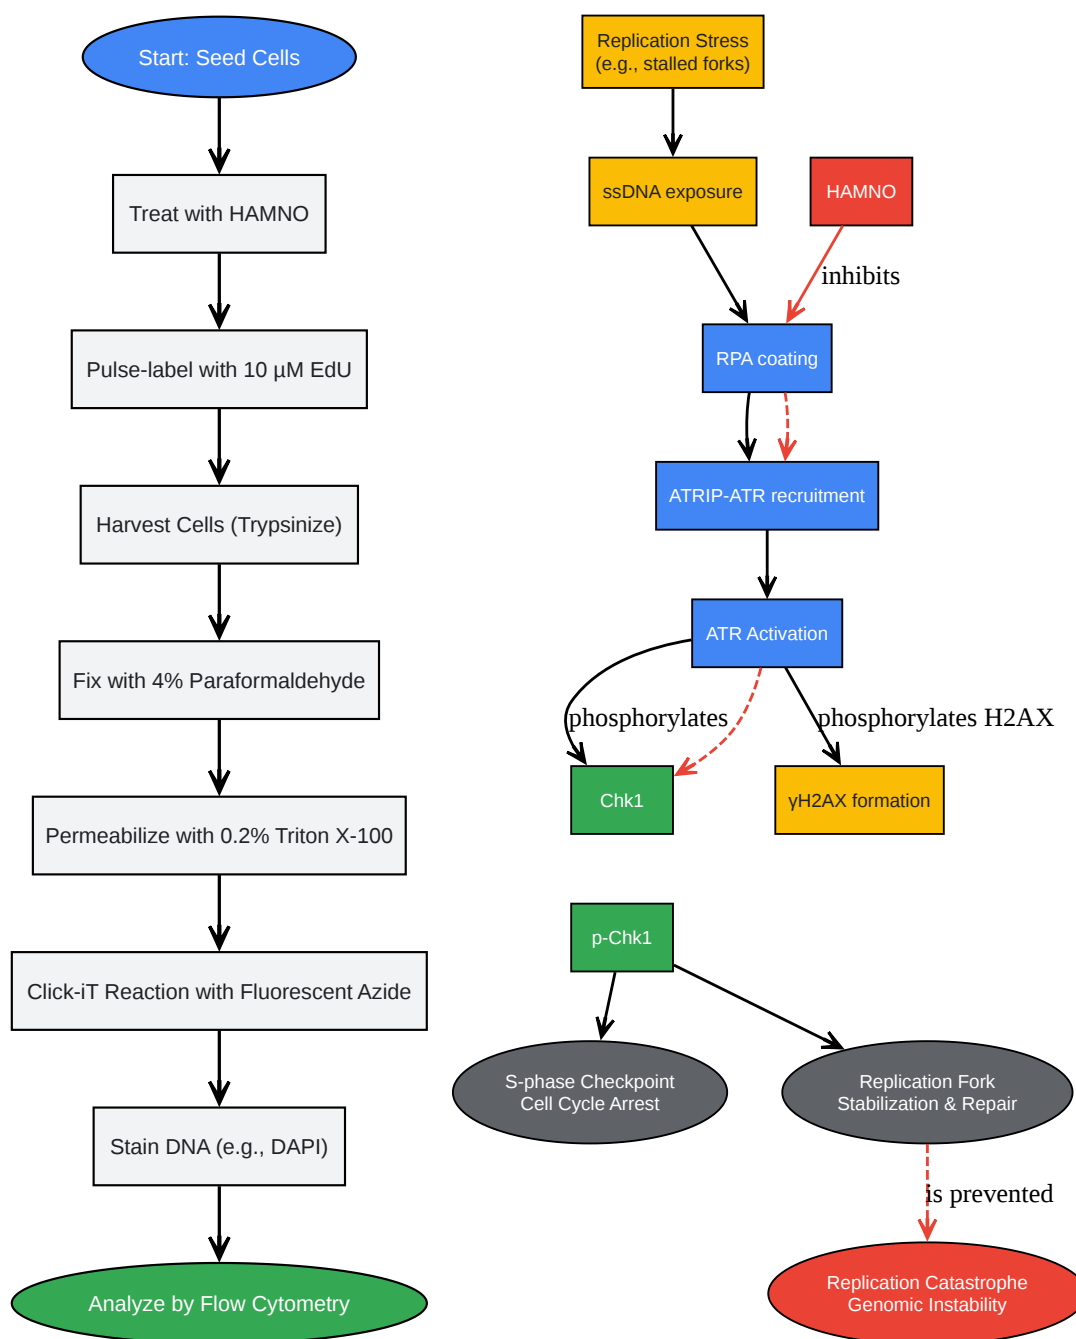 Start: Seed Cells
Treat with HAMNO
Pulse-label with 10 µM EdU
Harvest Cells (Trypsinize)
Fix with 4% Paraformaldehyde
Permeabilize with 0.2% Triton X-100
Click-iT Reaction with Fluorescent Azide
Stain DNA (e.g., DAPI)
Analyze by Flow Cytometry
Replication Stress
(e.g., stalled forks)
ssDNA exposure
HAMNO
inhibits
RPA coating
ATRIP-ATR recruitment
ATR Activation
phosphorylates
phosphorylates H2AX
Chk1
γH2AX formation
p-Chk1
S-phase Checkpoint
Cell Cycle Arrest
Replication Fork
Stabilization & Repair
is prevented
Replication Catastrophe
Genomic Instability